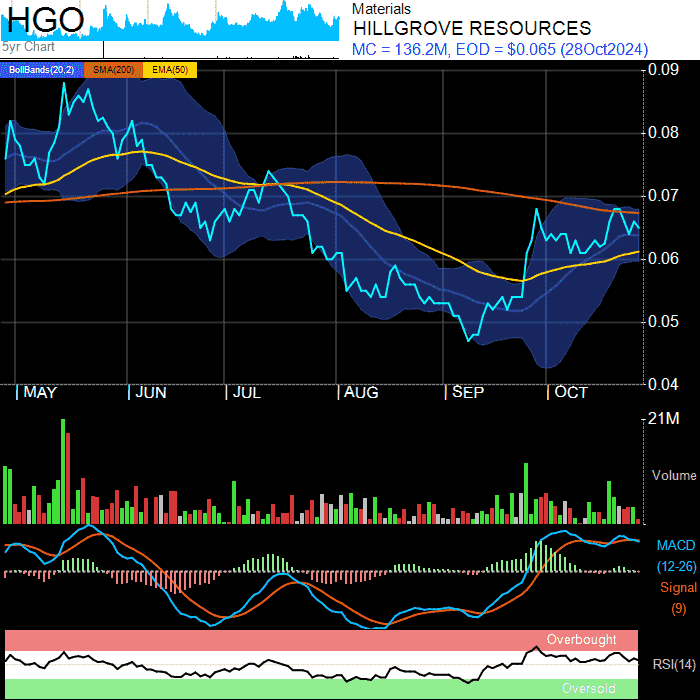 HGO
5yr Chart
Materials
HILLGROVE RESOURCES
MC = 136.2M, EOD = $0.065 (28Oct2024)
BollBands(20,2) SMA(200) EMA(50)
0.09
0.08
0.07
0.06
0.05
0.04
MAY JUN JUL AUG SEP OCT
21M
Volume
MACD
(12-26)
Signal
(9)
Overbought
RSI(14)
Oversold